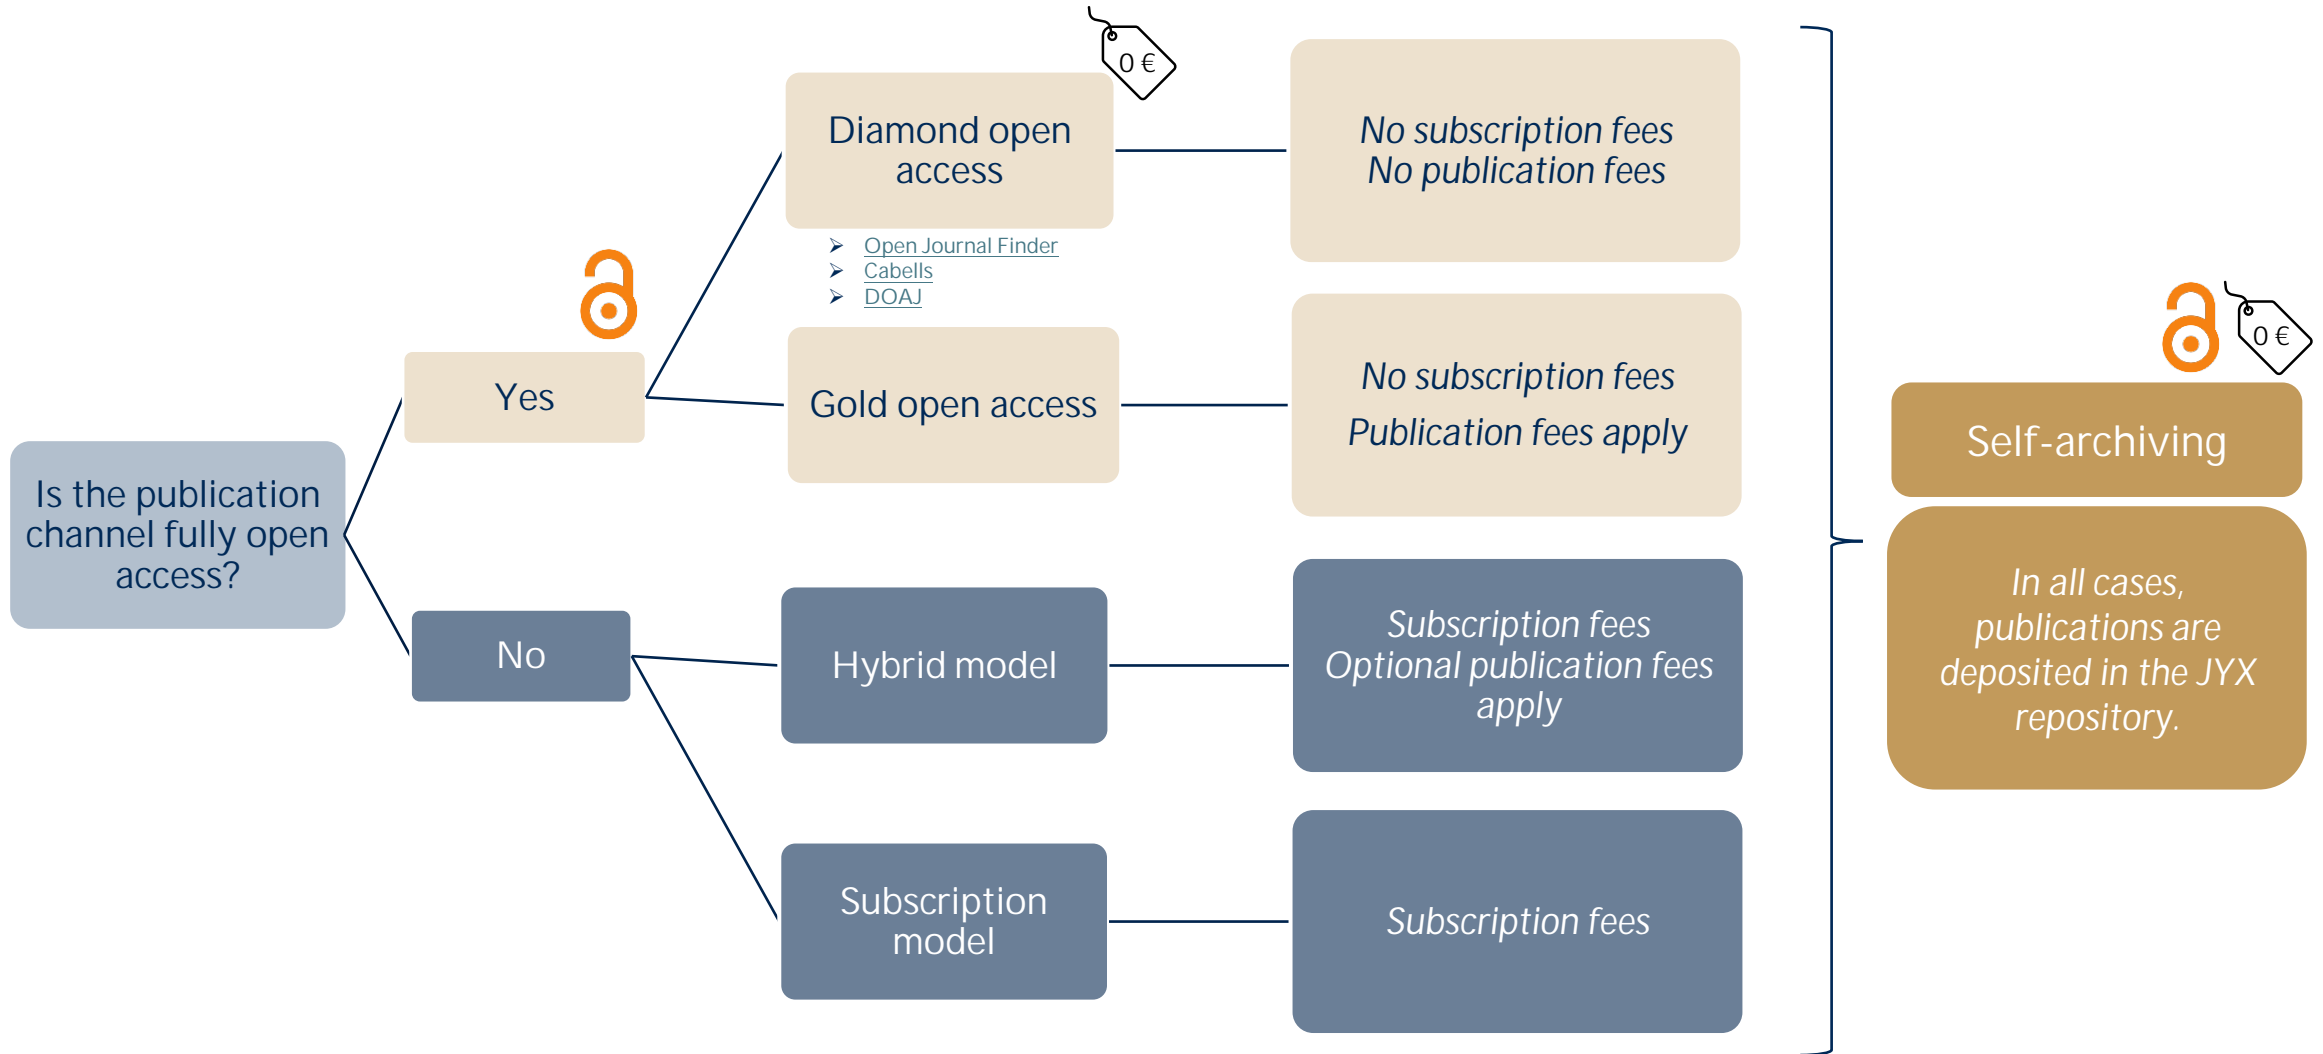 Is the publication
channel fully open
access?
Yes
No
0 €
Diamond open
access
Open Journal Finder
Cabells
DOAJ
Gold open access
Hybrid model
Subscription
model
No subscription fees
No publication fees
No subscription fees
Publication fees apply
Subscription fees
Optional publication fees
apply
Subscription fees
0 €
Self-archiving
In all cases,
publications are
deposited in the JYX
repository.